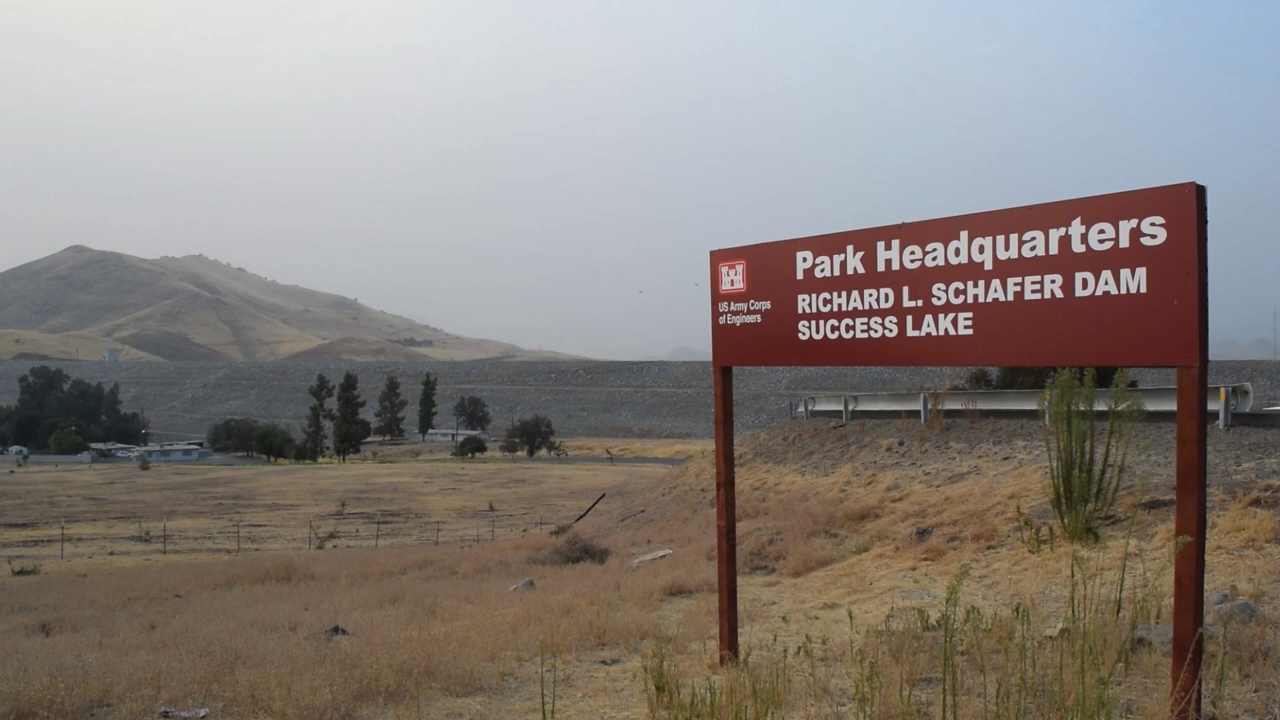 Park Headquarters
RICHARD L. SCHAFER DAM
SUCCESS LAKE
US Army Corps
of Engineers